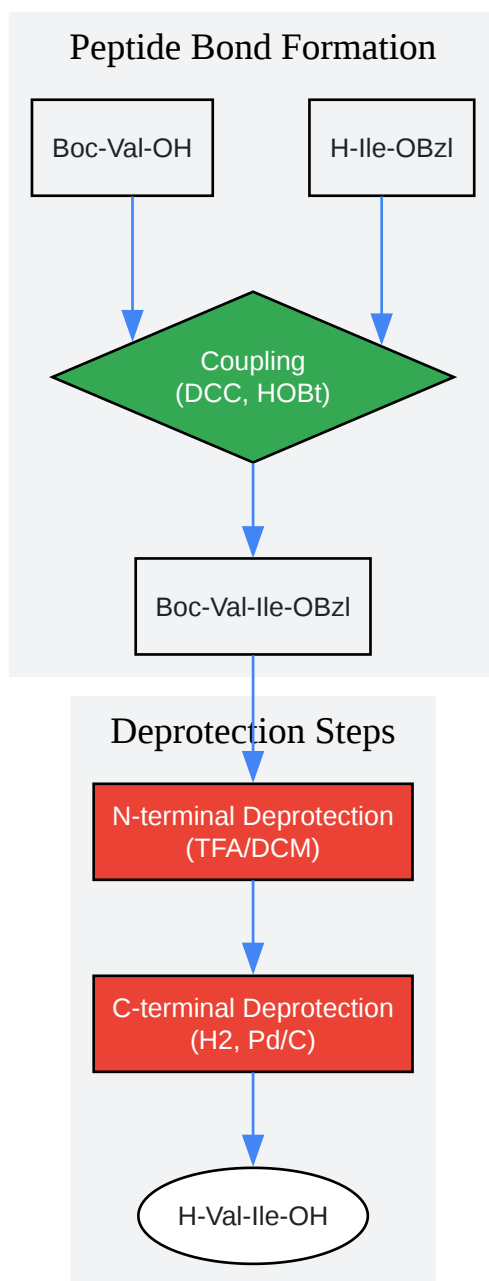 Peptide Bond Formation
Boc-Val-OH
H-Ile-OBzl
Coupling
(DCC, HOBt)
Boc-Val-Ile-OBzl
Deprotection Steps
N-terminal Deprotection
(TFA/DCM)
C-terminal Deprotection
(H2, Pd/C)
H-Val-Ile-OH